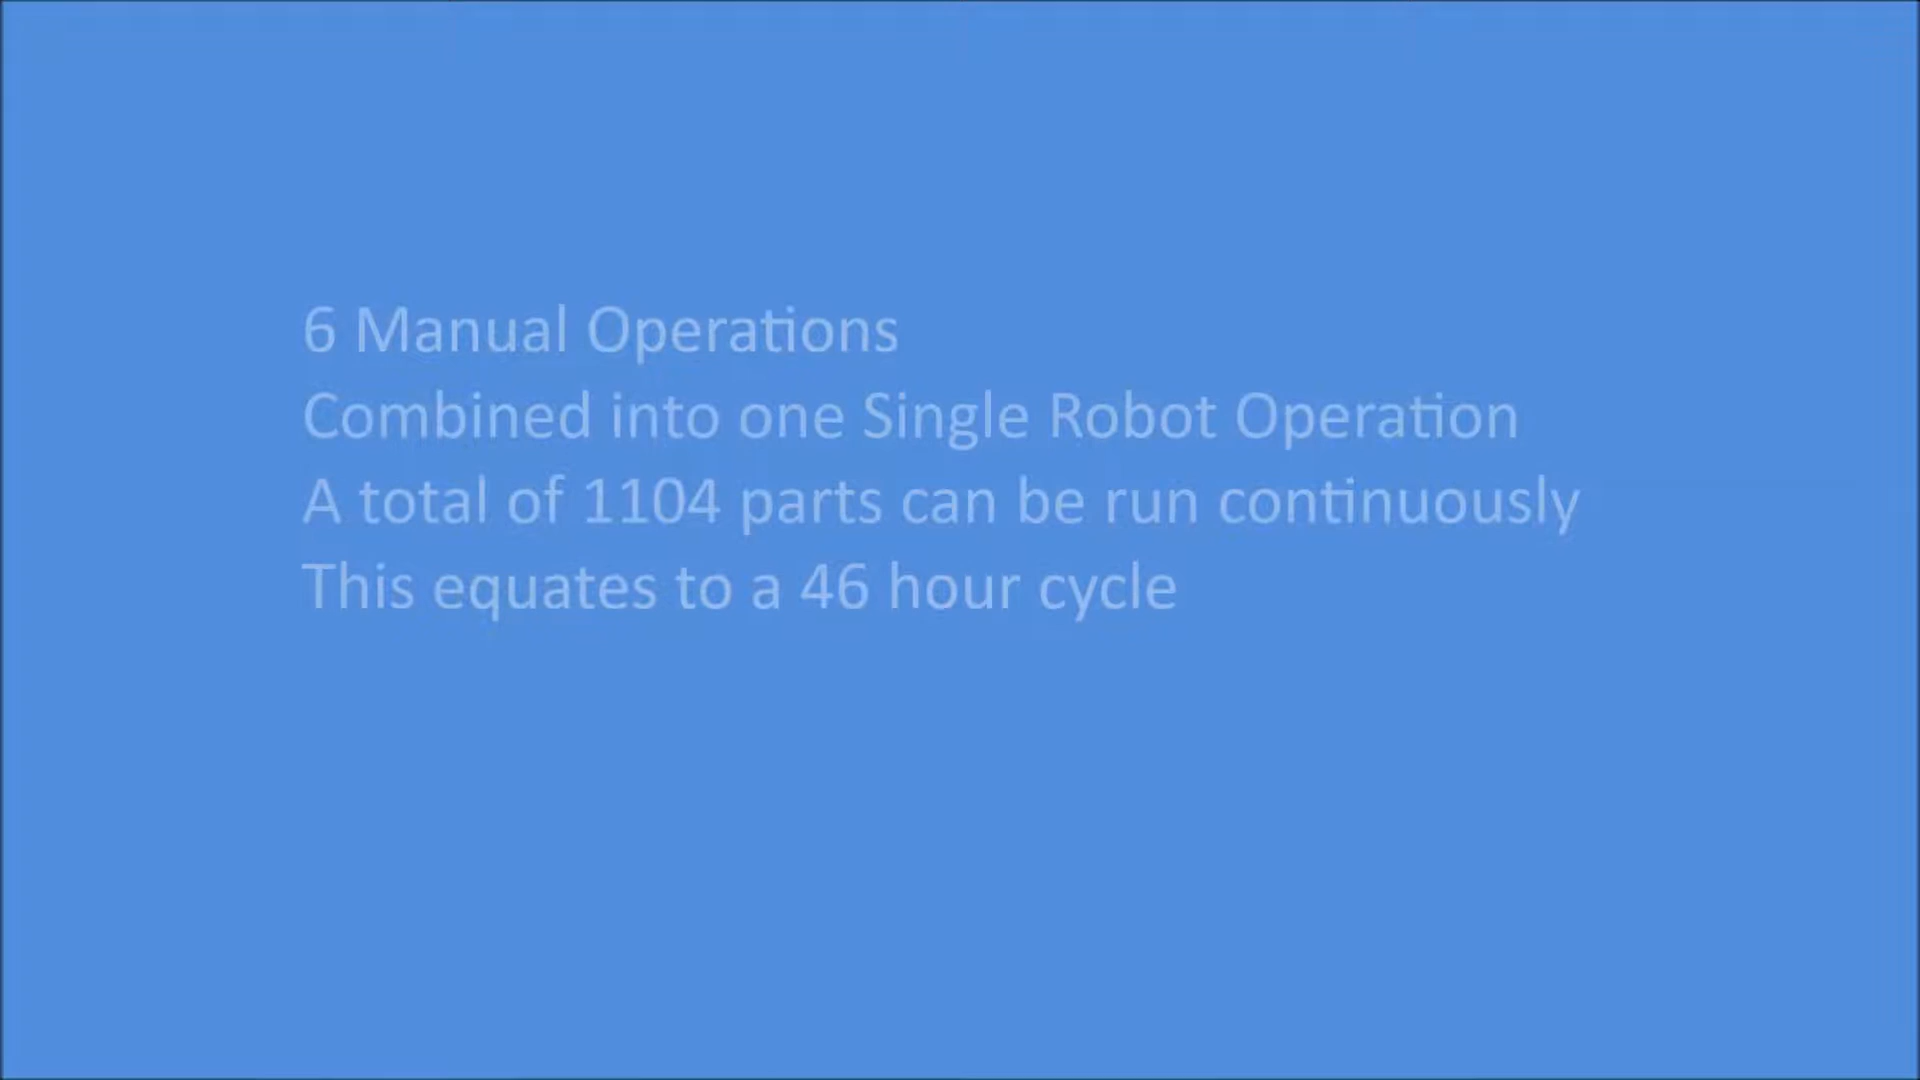 6 Manual Operations
Combined into one Single Robot Operation
A total of 1104 parts can be run continuously
This equates to a 46 hour cycle